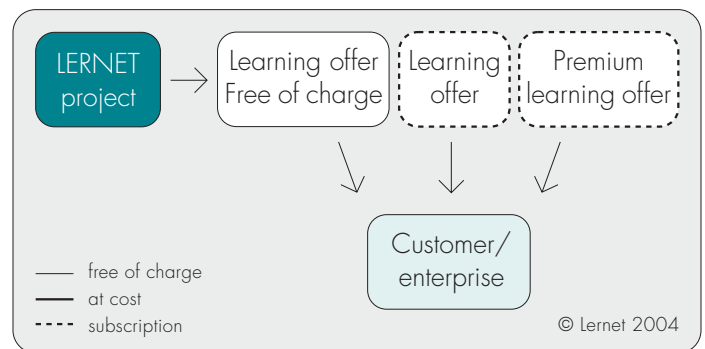 LERNET
project
Learning offer
Free of charge
Learning
offer
Premium
learning offer
Customer/
enterprise
free of charge
at cost
subscription
© Lernet 2004